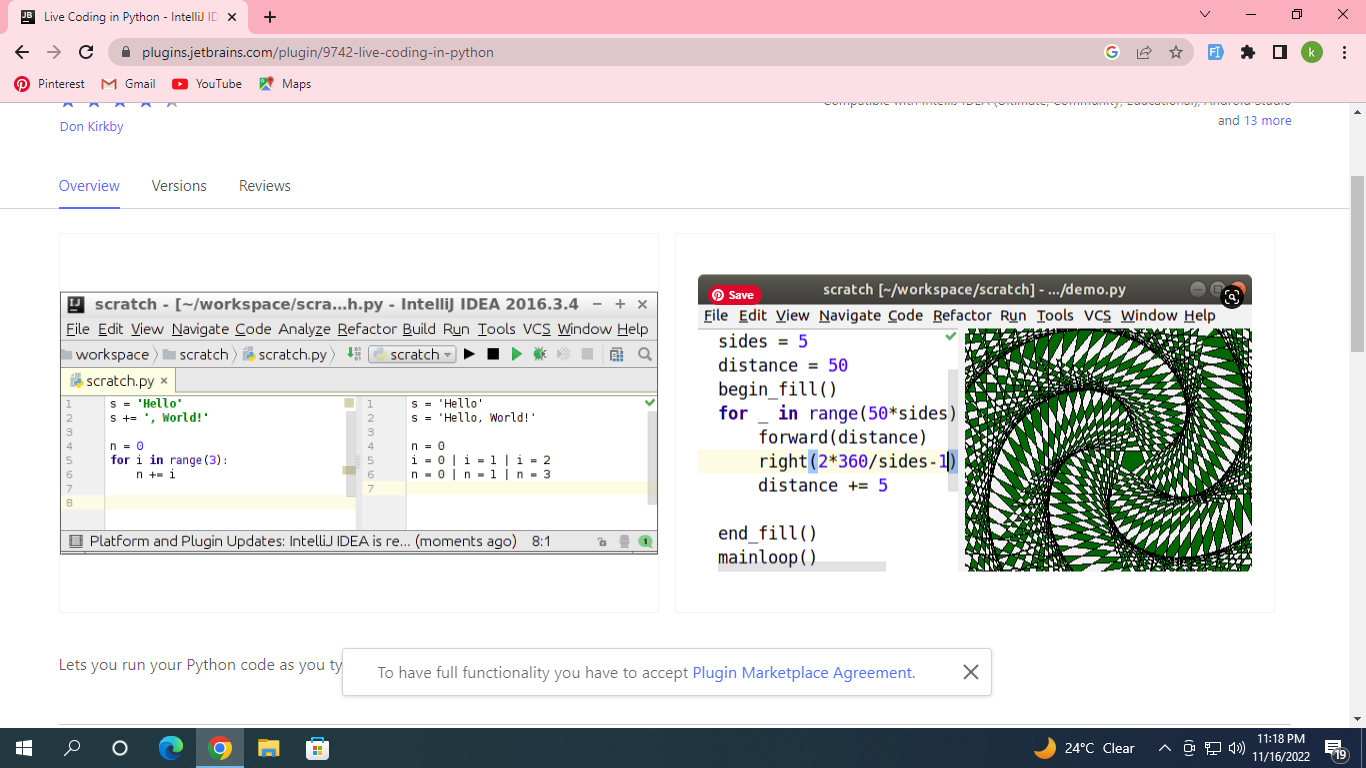 Live Coding in Python - IntelliJ ID
plugins.jetbrains.com/plugin/9742-live-coding-in-python
k
Pinterest
Gmail
YouTube
Maps
Compatible with IntelliJ IDEA (Ultimate, Community, Educational), Android Studio
and 13 more
Don Kirkby
Overview
Versions
Reviews
IJ
scratch - [~/workspace/scra...h.py - IntelliJ IDEA 2016.3.4
File Edit View Navigate Code Analyze Refactor Build Run Tools VCS Window Help
workspace
scratch
scratch.py
scratch
scratch.py
1 s = 'Hello'
2 s += ', World!'
3
4 n = 0
5 for i in range(3):
6 n += i
7
8
1 s = 'Hello'
2 s = 'Hello, World!'
3
4 n = 0
5 i = 0 | i = 1 | i = 2
6 n = 0 | n = 1 | n = 3
7
Platform and Plugin Updates: IntelliJ IDEA is re... (moments ago) 8:1
Save
scratch [~/workspace/scratch] - .../demo.py
File Edit View Navigate Code Refactor Run Tools VCS Window Help
sides = 5
distance = 50
begin_fill()
for _ in range(50*sides)
forward(distance)
right(2*360/sides-1)
distance += 5
end_fill()
mainloop()
Lets you run your Python code as you ty
To have full functionality you have to accept Plugin Marketplace Agreement.
24°C Clear
11:18 PM
11/16/2022
19